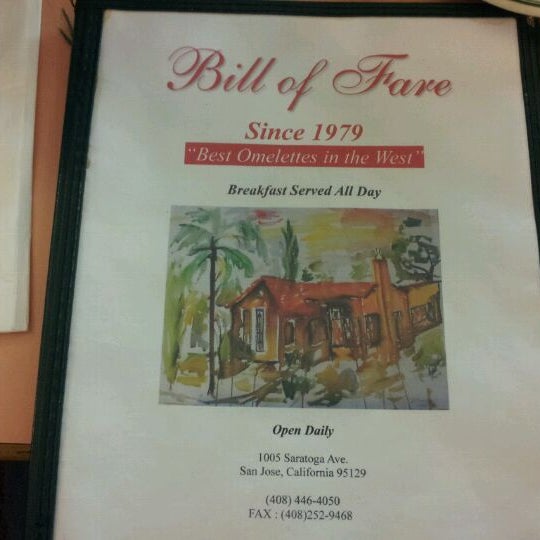 Bill of Fare
Since 1979
"Best Omelettes in the West"
Breakfast Served All Day
Open Daily
1005 Saratoga Ave.
San Jose, California 95129
(408) 446-4050
FAX : (408)252-9468